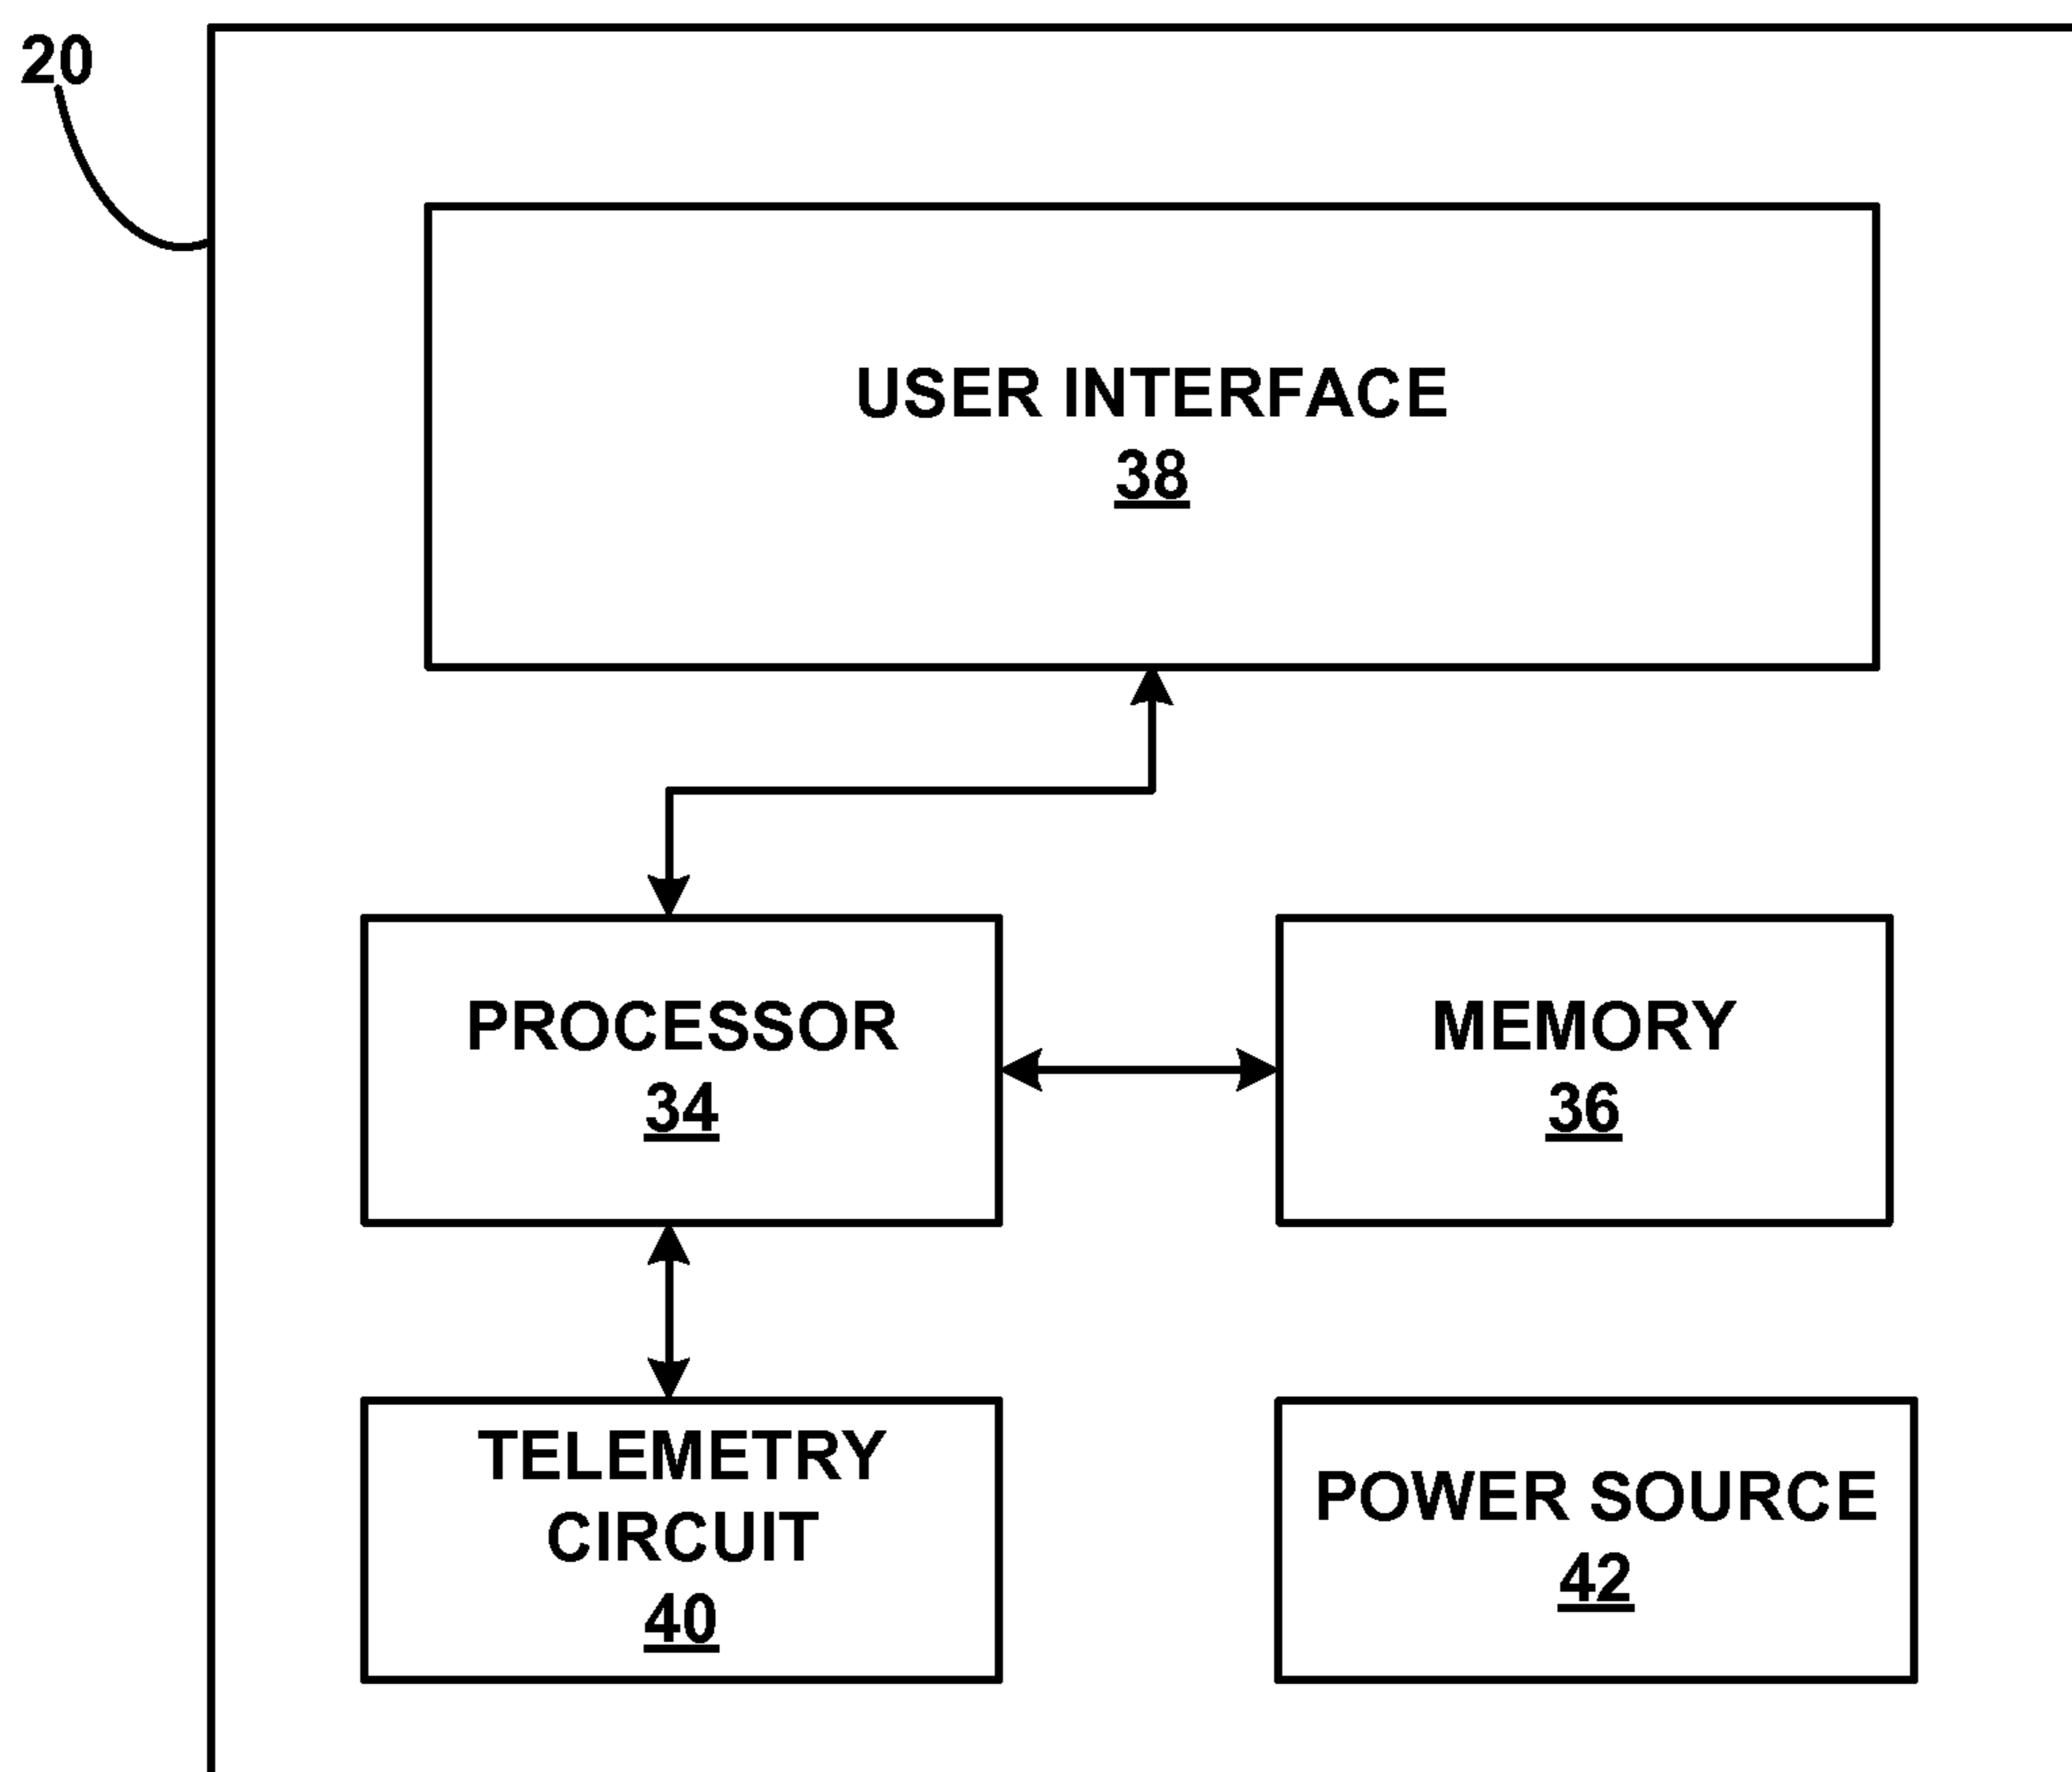 20
USER INTERFACE
38
PROCESSOR
34
MEMORY
36
TELEMETRY
CIRCUIT
40
POWER SOURCE
42